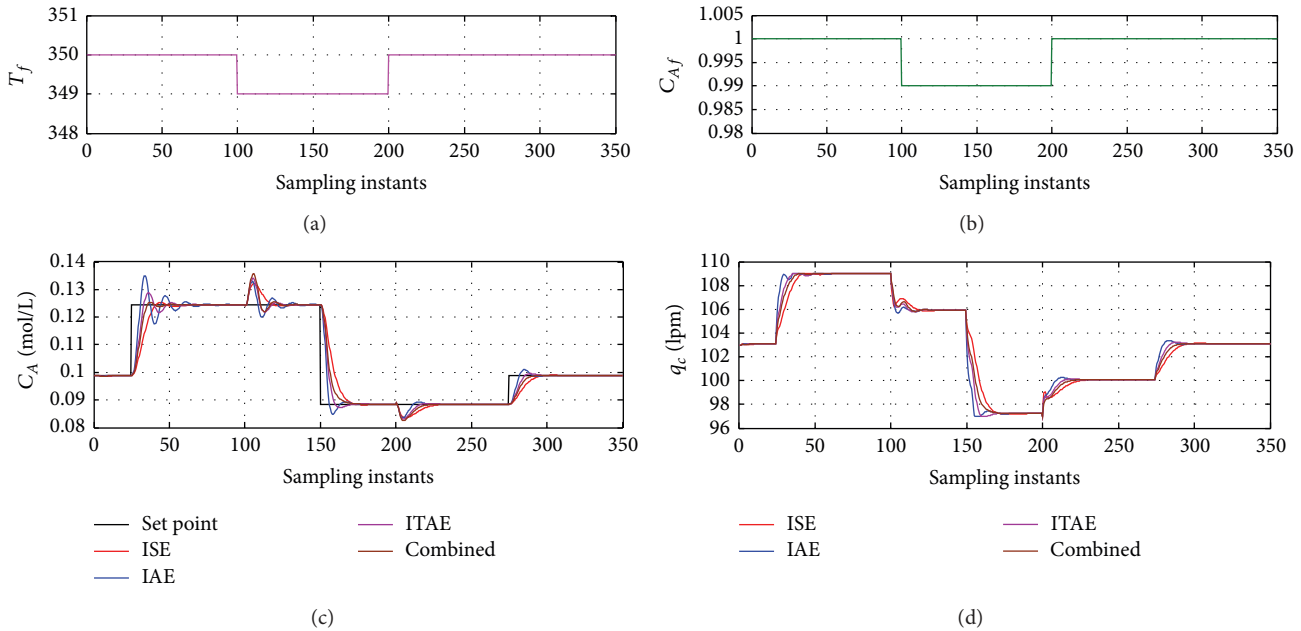 351
350
349
348
T_f
0 50 100 150 200 250 300 350
Sampling instants
(a)
1.005
1
0.995
0.99
0.985
0.98
C_{Af}
0 50 100 150 200 250 300 350
Sampling instants
(b)
0.14
0.13
0.12
0.1
0.09
0.08
C_A (mol/L)
0 50 100 150 200 250 300 350
Sampling instants
Set point
ISE
IAE
ITAE
Combined
(c)
110
108
106
104
102
100
98
96
q_c (lpm)
0 50 100 150 200 250 300 350
Sampling instants
ISE
IAE
ITAE
Combined
(d)